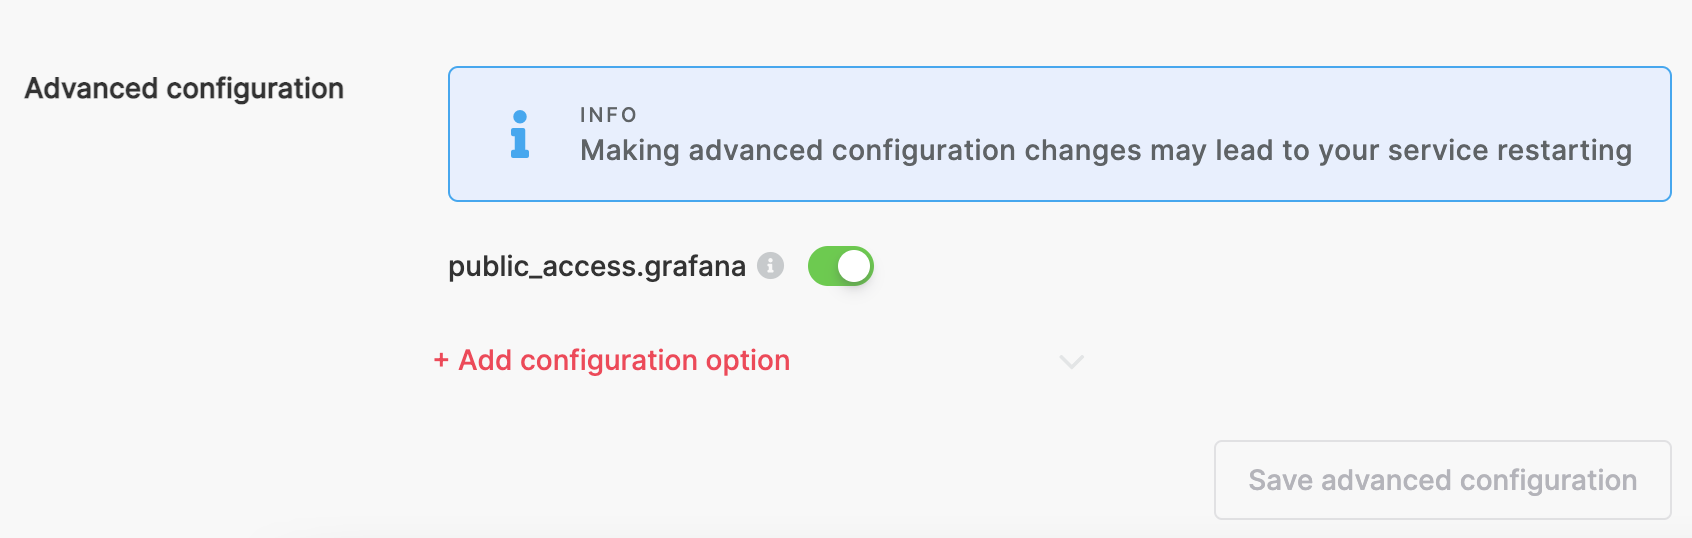 Advanced configuration
INFO
Making advanced configuration changes may lead to your service restarting
public_access.grafana
+ Add configuration option
Save advanced configuration